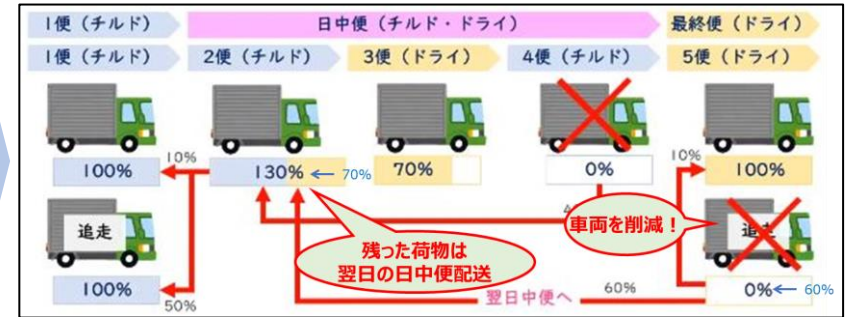 1便（チルド） 日中便（チルド・ドライ） 最終便（ドライ）
1便（チルド） 2便（チルド） 3便（ドライ） 4便（チルド） 5便（ドライ）
100% 10% 130% ← 70% 70% 0% 10% 100%
追走 残った荷物は
翌日の日中便配送 車両を削減！
100% 50% 翌日中便へ 60% 0% ← 60%